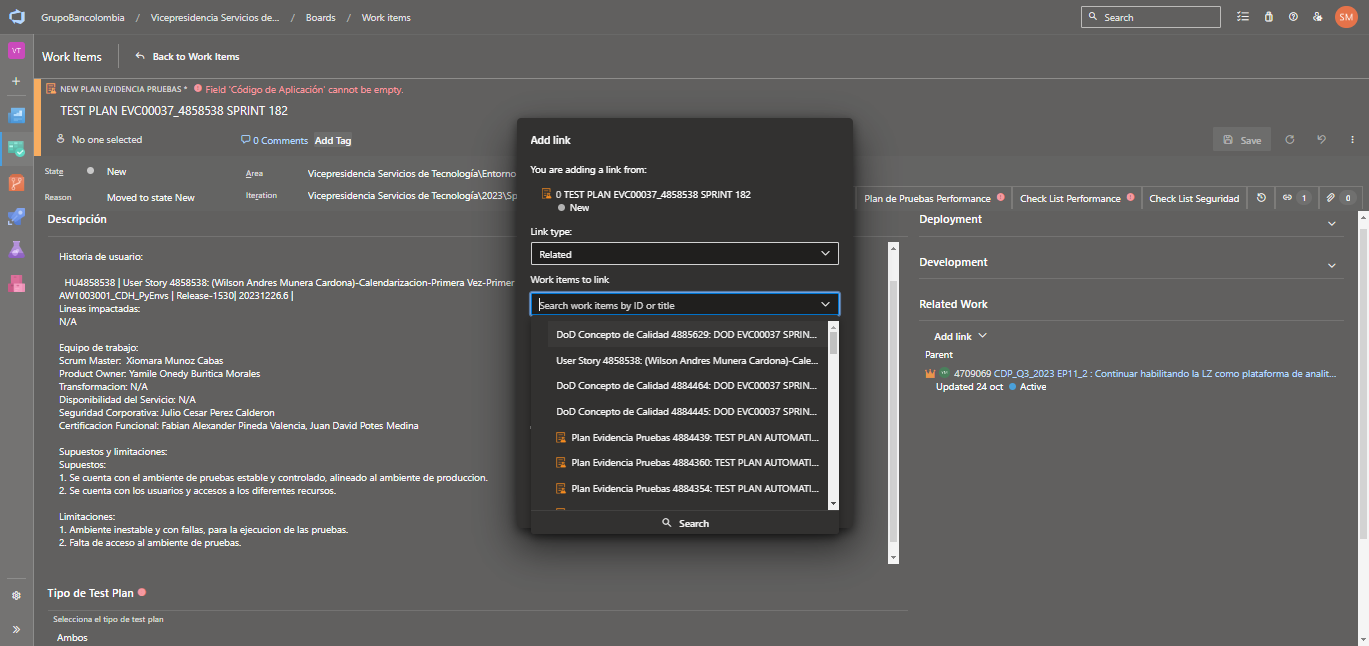 GrupoBancolombia / Vicepresidencia Servicios de... / Boards / Work items
Search
SM
VT
Work Items
Back to Work Items
NEW PLAN EVIDENCIA PRUEBAS * Field 'Código de Aplicación' cannot be empty.
TEST PLAN EVC00037_4858538 SPRINT 182
No one selected
0 Comments
Add Tag
Save
State
New
Area
Vicepresidencia Servicios de Tecnología\Entorno
Reason
Moved to state New
Iteration
Vicepresidencia Servicios de Tecnología\2023\Sp
Plan de Pruebas Performance
Check List Performance
Check List Seguridad
1
0
Descripción
Historia de usuario:
HU4858538 | User Story 4858538: (Wilson Andres Munera Cardona)-Calendarizacion-Primera Vez-Primer
AW1003001_CDH_PyEnvs | Release-1530| 20231226.6 |
Lineas impactadas:
N/A
Equipo de trabajo:
Scrum Master: Xiomara Munoz Cabas
Product Owner: Yamile Onedy Buritica Morales
Transformacion: N/A
Disponibilidad del Servicio: N/A
Seguridad Corporativa: Julio Cesar Perez Calderon
Certificacion Funcional: Fabian Alexander Pineda Valencia, Juan David Potes Medina
Supuestos y limitaciones:
Supuestos:
1. Se cuenta con el ambiente de pruebas estable y controlado, alineado al ambiente de produccion.
2. Se cuenta con los usuarios y accesos a los diferentes recursos.
Limitaciones:
1. Ambiente inestable y con fallas, para la ejecucion de las pruebas.
2. Falta de acceso al ambiente de pruebas.
Tipo de Test Plan
Selecciona el tipo de test plan
Ambos
Add link
You are adding a link from:
0 TEST PLAN EVC00037_4858538 SPRINT 182
New
Link type:
Related
Work items to link
Search work items by ID or title
DoD Concepto de Calidad 4885629: DOD EVC00037 SPRIN...
User Story 4858538: (Wilson Andres Munera Cardona)-Cale...
DoD Concepto de Calidad 4884464: DOD EVC00037 SPRIN...
DoD Concepto de Calidad 4884445: DOD EVC00037 SPRIN...
Plan Evidencia Pruebas 4884439: TEST PLAN AUTOMATI...
Plan Evidencia Pruebas 4884360: TEST PLAN AUTOMATI...
Plan Evidencia Pruebas 4884354: TEST PLAN AUTOMATI...
Search
Deployment
Development
Related Work
Add link
Parent
4709069 CDP_Q3_2023 EP11_2 : Continuar habilitando la LZ como plataforma de analit...
Updated 24 oct Active